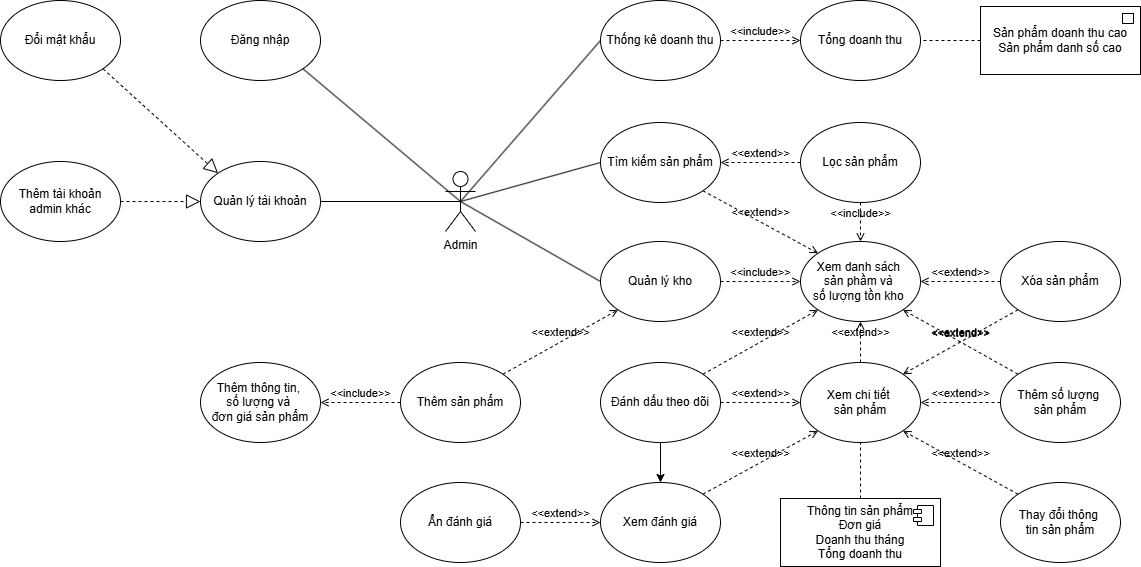 Đổi mật khẩu
Đăng nhập
Thống kê doanh thu
<<include>>
Tổng doanh thu
Sản phẩm doanh thu cao
Sản phẩm danh số cao
Tìm kiếm sản phẩm
<<extend>>
Lọc sản phẩm
Thêm tài khoản
admin khác
Quản lý tài khoản
Admin
<<extend>>
<<include>>
Quản lý kho
<<include>>
Xem danh sách
sản phầm và
số lượng tồn kho
<<extend>>
Xóa sản phẩm
<<extend>>
<<extend>>
<<extend>>
<<extend>>
<<extend>>
Thêm thông tin,
số lượng và
đơn giá sản phẩm
<<include>>
Thêm sản phẩm
Đánh dấu theo dõi
<<extend>>
Xem chi tiết
sản phẩm
<<extend>>
Thêm số lượng
sản phẩm
<<extend>>
<<extend>>
Ẩn đánh giá
<<extend>>
Xem đánh giá
Thông tin sản phẩm
Đơn giá
Doanh thu tháng
Tổng doanh thu
Thay đổi thông
tin sản phẩm